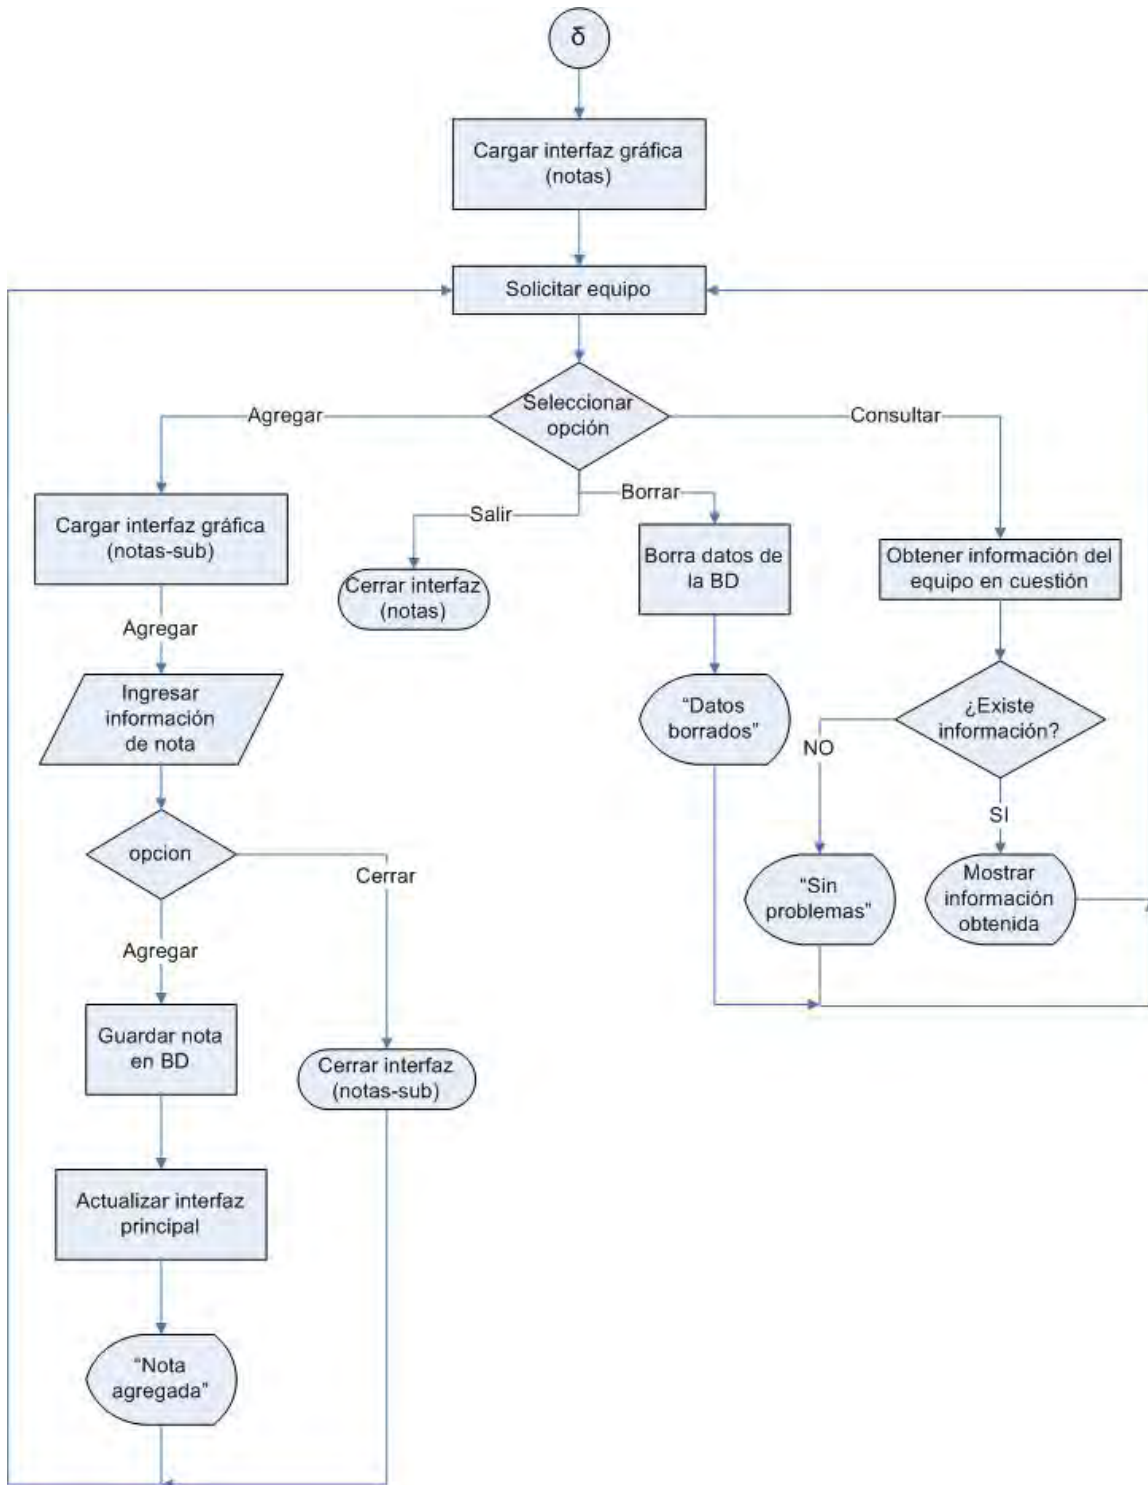 δ
Cargar interfaz gráfica
(notas)
Solicitar equipo
Seleccionar
opción
Agregar
Consultar
Salir
Borrar
Cargar interfaz gráfica
(notas-sub)
Cerrar interfaz
(notas)
Borra datos de
la BD
Obtener información del
equipo en cuestión
Agregar
Ingresar
información
de nota
"Datos
borrados"
¿Existe
información?
NO
SI
opcion
Cerrar
"Sin
problemas"
Mostrar
información
obtenida
Agregar
Guardar nota
en BD
Cerrar interfaz
(notas-sub)
Actualizar interfaz
principal
"Nota
agregada"